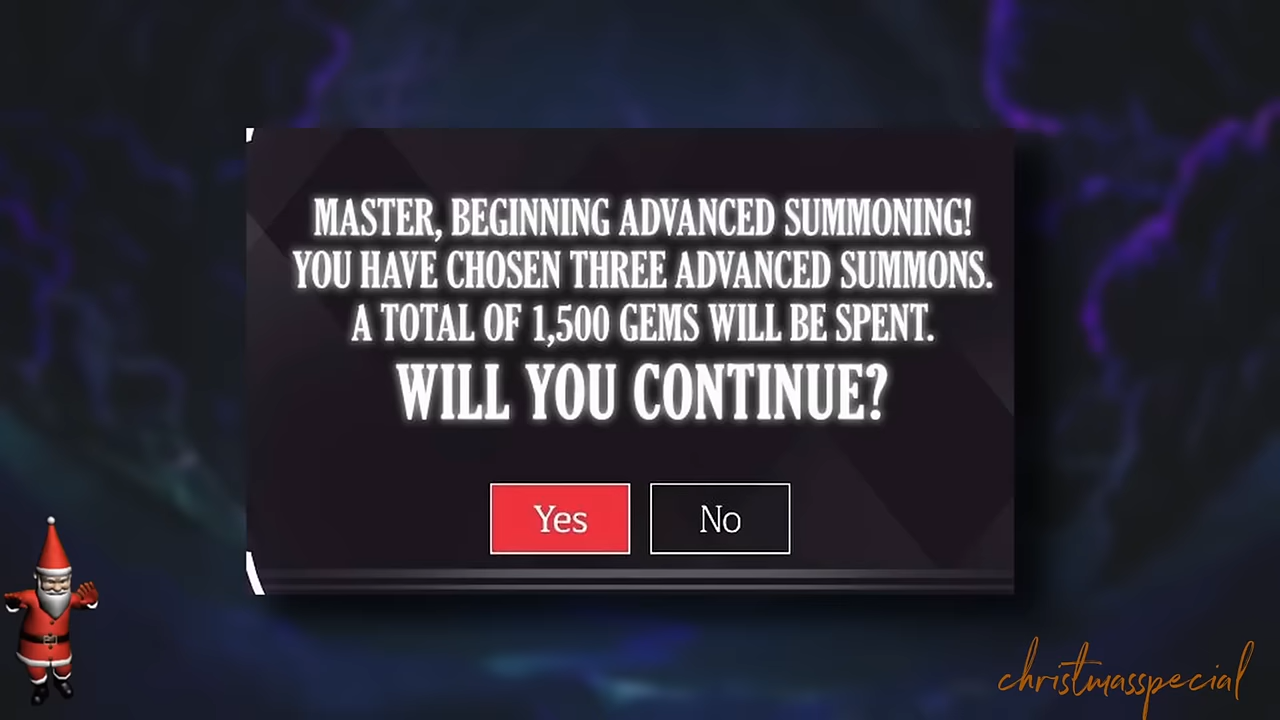 MASTER, BEGINNING ADVANCED SUMMONING!
YOU HAVE CHOSEN THREE ADVANCED SUMMONS.
A TOTAL OF 1,500 GEMS WILL BE SPENT.
WILL YOU CONTINUE?
Yes No
christmasspecial